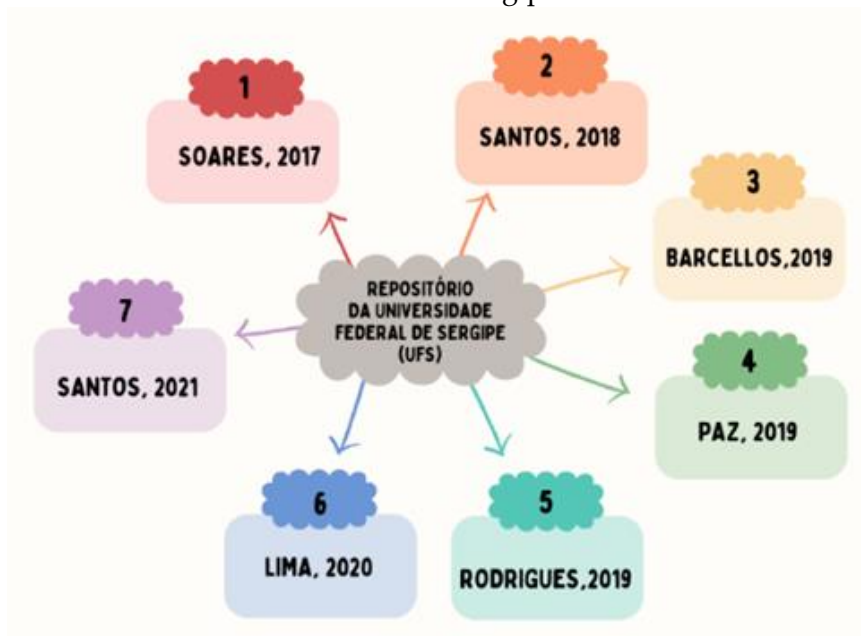 1
SOARES, 2017
2
SANTOS, 2018
3
BARCELLOS,2019
REPOSITÓRIO
DA UNIVERSIDADE
FEDERAL DE SERGIPE
(UFS)
7
SANTOS, 2021
4
PAZ, 2019
6
LIMA, 2020
5
RODRIGUES,2019